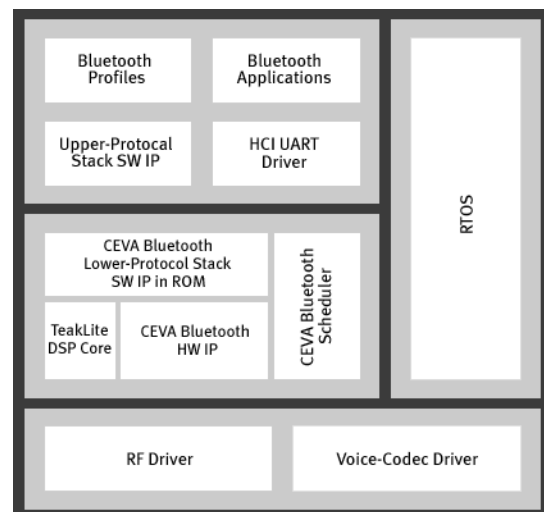 Bluetooth
Profiles
Bluetooth
Applications
Upper-Protocal
Stack SW IP
HCI UART
Driver
RTOS
CEVA Bluetooth
Lower-Protocol Stack
SW IP in ROM
CEVA Bluetooth
Scheduler
TeakLite
DSP Core
CEVA Bluetooth
HW IP
RF Driver
Voice-Codec Driver